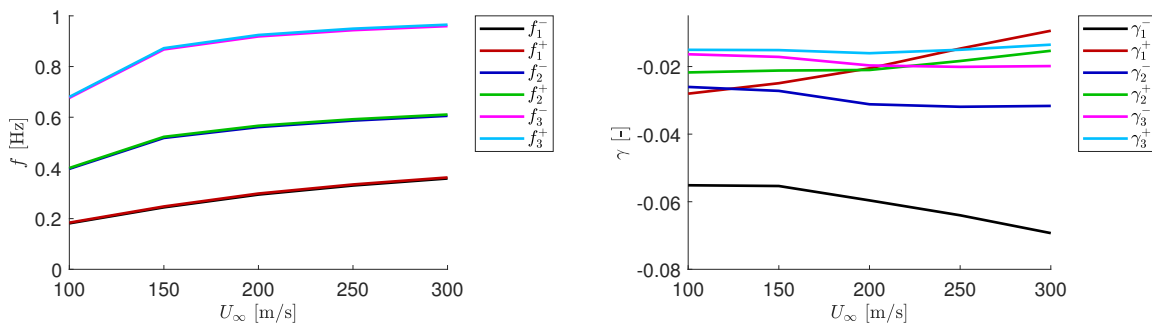 1
0.8
0.6
0.4
0.2
0
f [Hz]
100 150 200 250 300
U∞ [m/s]
f₁⁻
f₁⁺
f₂⁻
f₂⁺
f₃⁻
f₃⁺
-0.02
-0.04
-0.06
-0.08
γ [-]
100 150 200 250 300
U∞ [m/s]
γ₁⁻
γ₁⁺
γ₂⁻
γ₂⁺
γ₃⁻
γ₃⁺